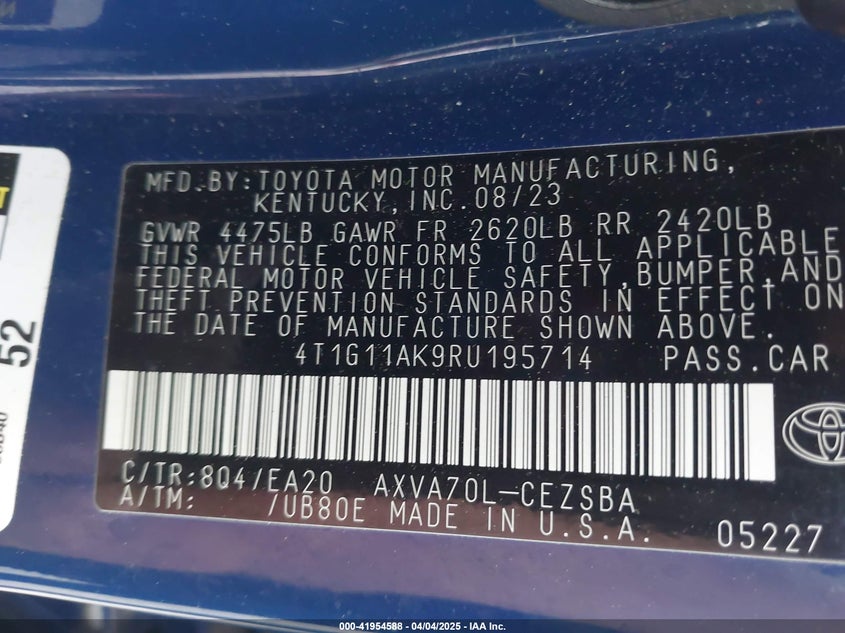 MFD.BY:TOYOTA MOTOR MANUFACTURING,
KENTUCKY,INC.08/23
GVWR 4475LB GAWR FR 2620LB RR 2420LB
THIS VEHICLE CONFORMS TO ALL APPLICABLE
FEDERAL MOTOR VEHICLE SAFETY,BUMPER,AND
THEFT PREVENTION STANDARDS IN EFFECT ON
THE DATE OF MANUFACTURE SHOWN ABOVE.
4T1G11AK9RU195714 PASS.CAR
C/TR:8Q4/EA20 AXVA70L-CEZSBA
A/TM: /UB80E MADE IN U.S.A.
05227
52
000-41954588 - 04/04/2025 - IAA Inc.